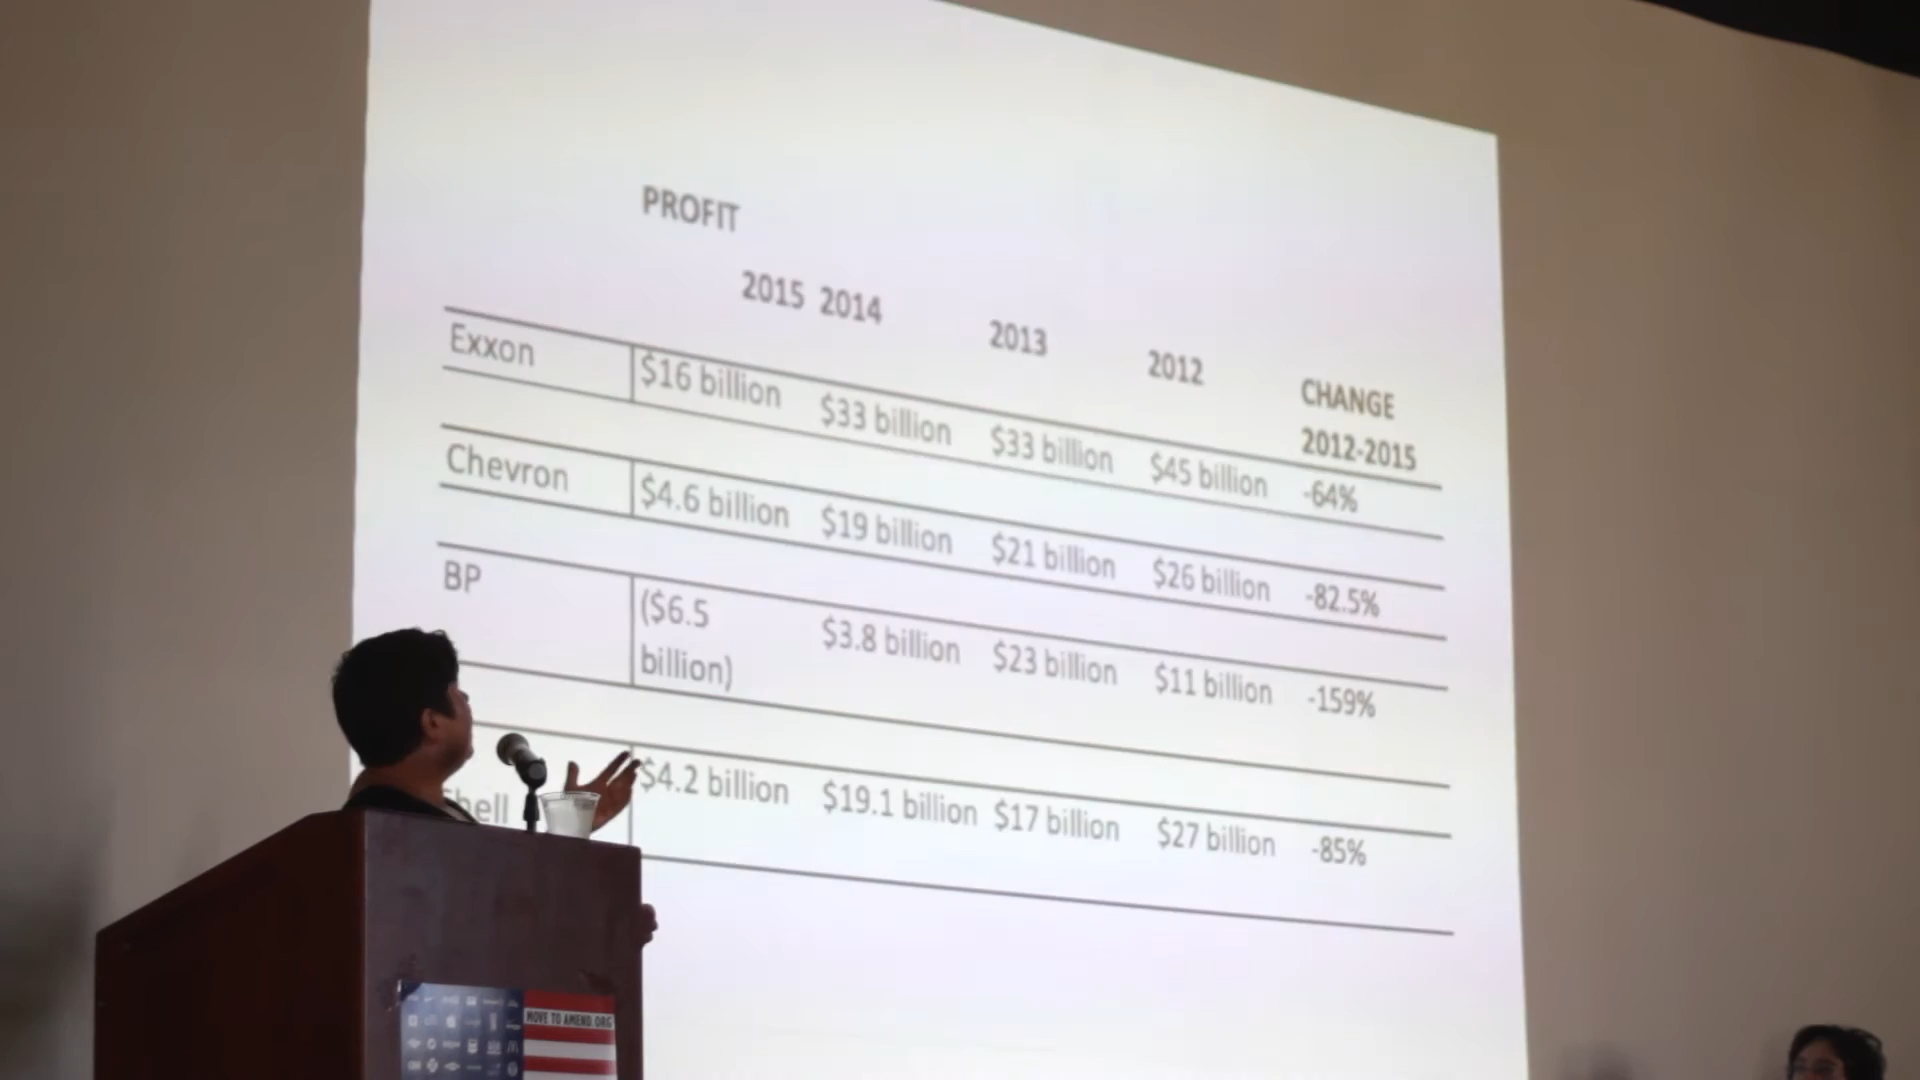 PROFIT
2015 2014 2013 2012 CHANGE
2012-2015
Exxon $16 billion $33 billion $33 billion $45 billion -64%
Chevron $4.6 billion $19 billion $21 billion $26 billion -82.5%
BP ($6.5 $3.8 billion $23 billion $11 billion -159%
billion)
Shell $4.2 billion $19.1 billion $17 billion $27 billion -85%
MOVE TO AMEND.ORG